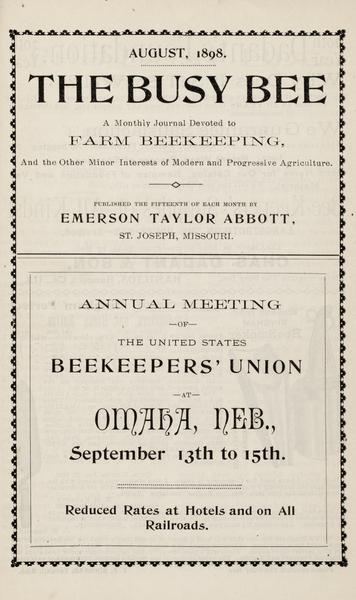 AUGUST, 1898.
THE BUSY BEE
A Monthly Journal Devoted to
FARM BEEKEEPING,
And the Other Minor Interests of Modern and Progressive Agriculture.
PUBLISHED THE FIFTEENTH OF EACH MONTH BY
EMERSON TAYLOR ABBOTT,
ST. JOSEPH, MISSOURI.
ANNUAL MEETING
—OF—
THE UNITED STATES
BEEKEEPERS' UNION
—AT—
OMAHA, NEB.,
September 13th to 15th.
Reduced Rates at Hotels and on All
Railroads.